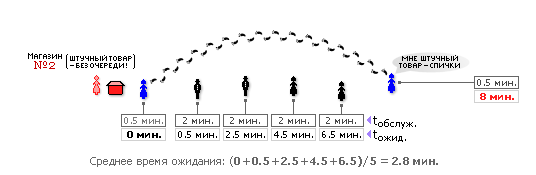 Магазин
№2
ШТУЧНЫЙ ТОВАР
– БЕЗ ОЧЕРЕДИ!
МНЕ ШТУЧНЫЙ
ТОВАР – СПИЧКИ
0.5 мин.
8 мин.
0.5 мин. 2 мин. 2 мин. 2 мин. 2 мин. tобслуж.
0 мин. 0.5 мин. 2.5 мин. 4.5 мин. 6.5 мин. tожид.
Среднее время ожидания: (0+0.5+2.5+4.5+6.5)/5 = 2.8 мин.